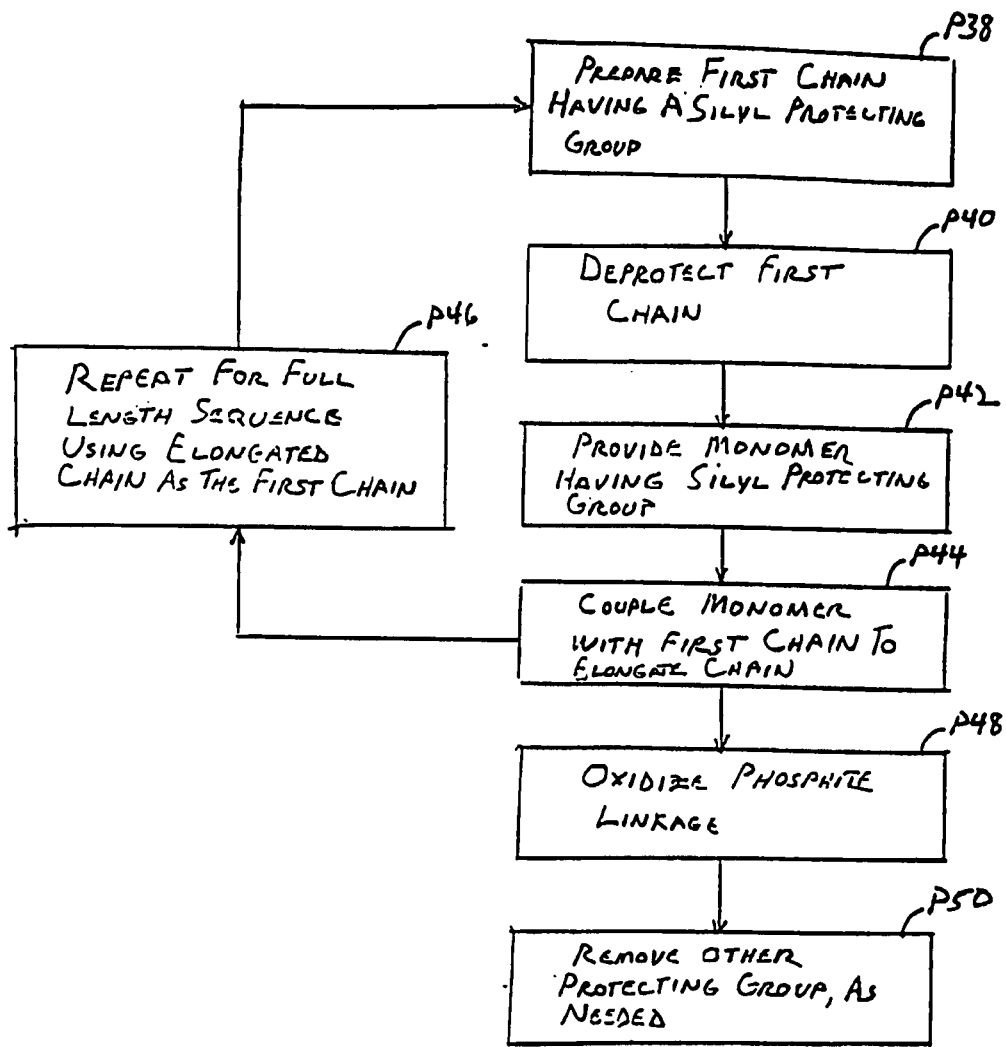 P38
PREPARE FIRST CHAIN
HAVING A SILYL PROTECTING
GROUP
P40
DEPROTECT FIRST
CHAIN
P46
REPEAT FOR FULL
LENGTH SEQUENCE
USING ELONGATED
CHAIN AS THE FIRST CHAIN
P42
PROVIDE MONOMER
HAVING SILYL PROTECTING
GROUP
P44
COUPLE MONOMER
WITH FIRST CHAIN TO
ELONGATE CHAIN
P48
OXIDIZE PHOSPHITE
LINKAGE
P50
REMOVE OTHER
PROTECTING GROUP, AS
NEEDED